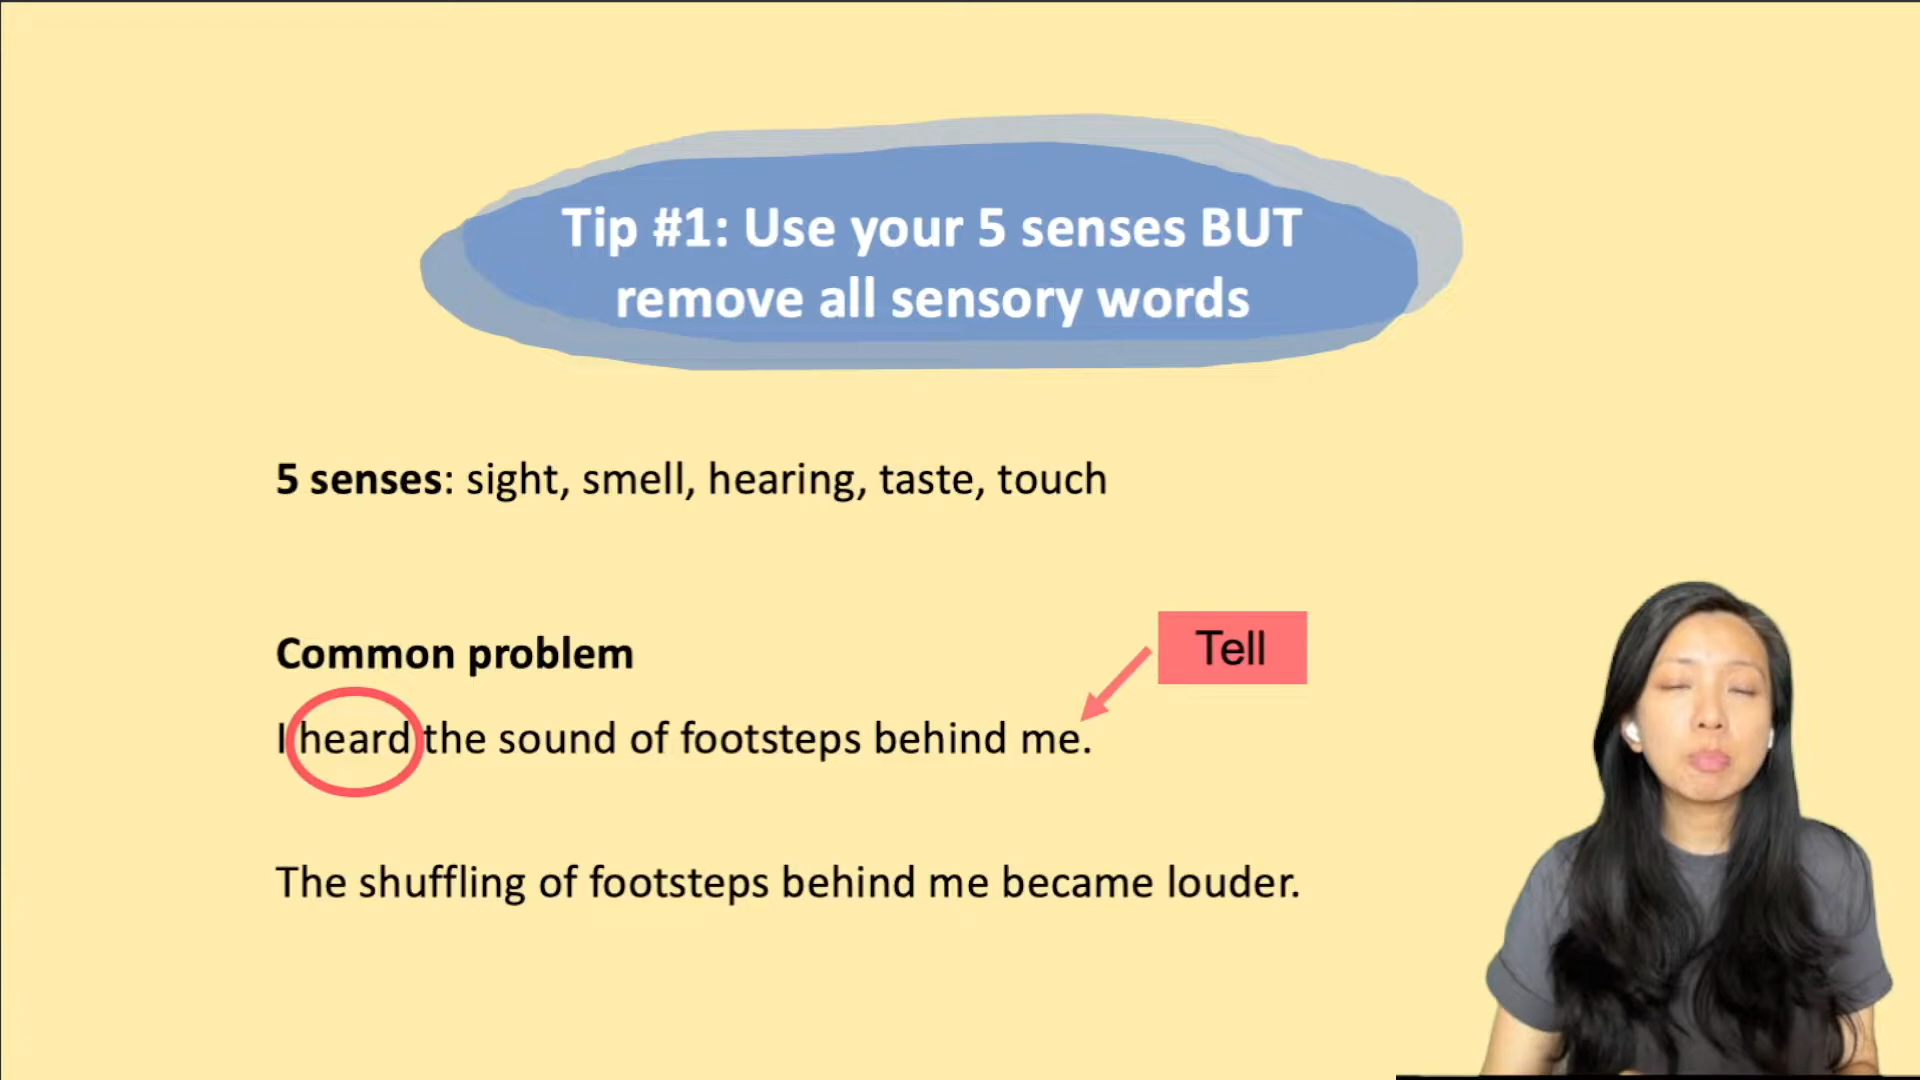 Tip #1: Use your 5 senses BUT
remove all sensory words
5 senses: sight, smell, hearing, taste, touch
Common problem
Tell
I heard the sound of footsteps behind me.
The shuffling of footsteps behind me became louder.